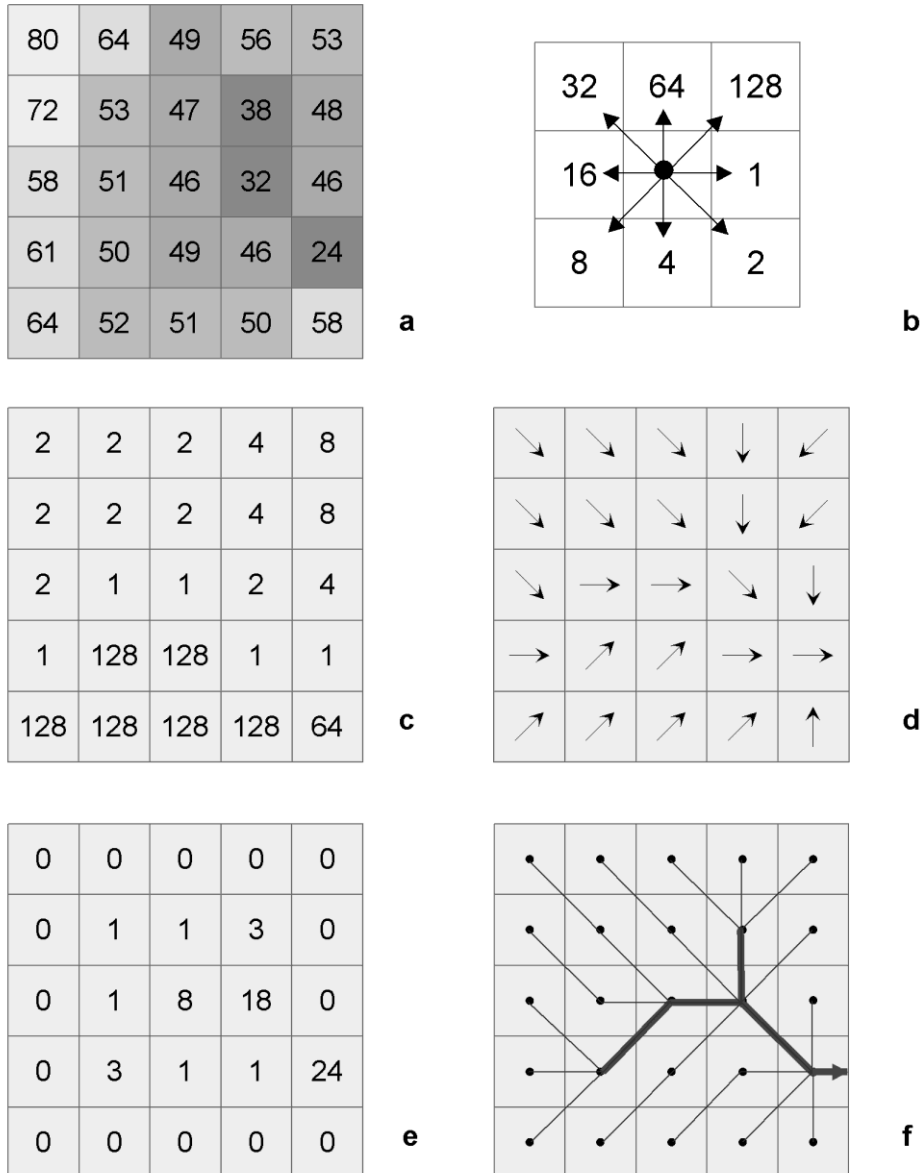 80 64 49 56 53
72 53 47 38 48
58 51 46 32 46
61 50 49 46 24
64 52 51 50 58
a
32 64 128
16 1
8 4 2
b
2 2 2 4 8
2 2 2 4 8
2 1 1 2 4
1 128 128 1 1
128 128 128 128 64
c
d
0 0 0 0 0
0 1 1 3 0
0 1 8 18 0
0 3 1 1 24
0 0 0 0 0
e
f